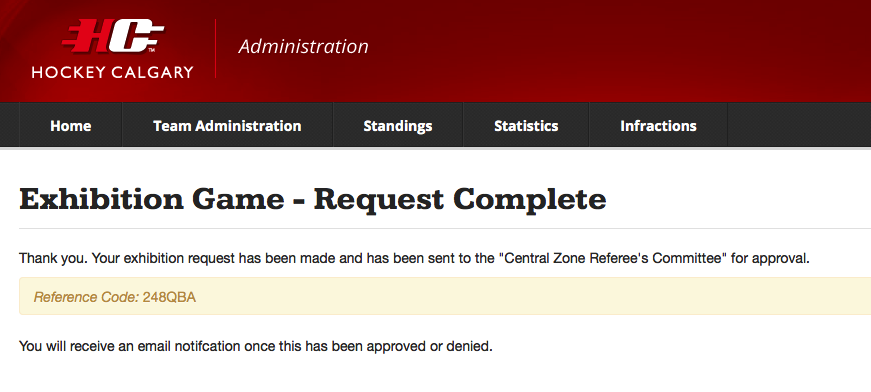 HC
TM
HOCKEY CALGARY
Administration
Home Team Administration Standings Statistics Infractions
Exhibition Game - Request Complete
Thank you. Your exhibition request has been made and has been sent to the "Central Zone Referee's Committee" for approval.
Reference Code: 248QBA
You will receive an email notifcation once this has been approved or denied.